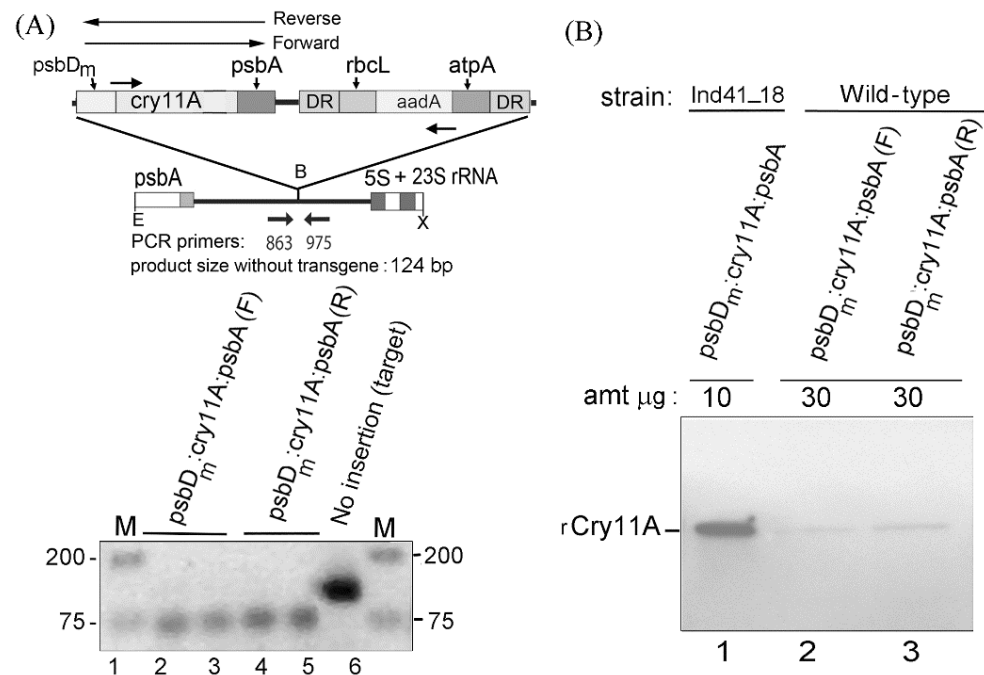 (A)
Reverse
Forward
psbDm psbA rbcL atpA
cry11A DR aadA DR
B
psbA 5S + 23S rRNA
E X
PCR primers: 863 975
product size without transgene : 124 bp
psbDm:cry11A:psbA (F)
psbDm:cry11A:psbA (R)
No insertion (target)
M M
200 - - 200
75 - - 75
1 2 3 4 5 6
(B)
strain: Ind41_18 Wild-type
psbDm:cry11A:psbA
psbDm:cry11A:psbA (F)
psbDm:cry11A:psbA (R)
amt µg : 10 30 30
rCry11A –
1 2 3